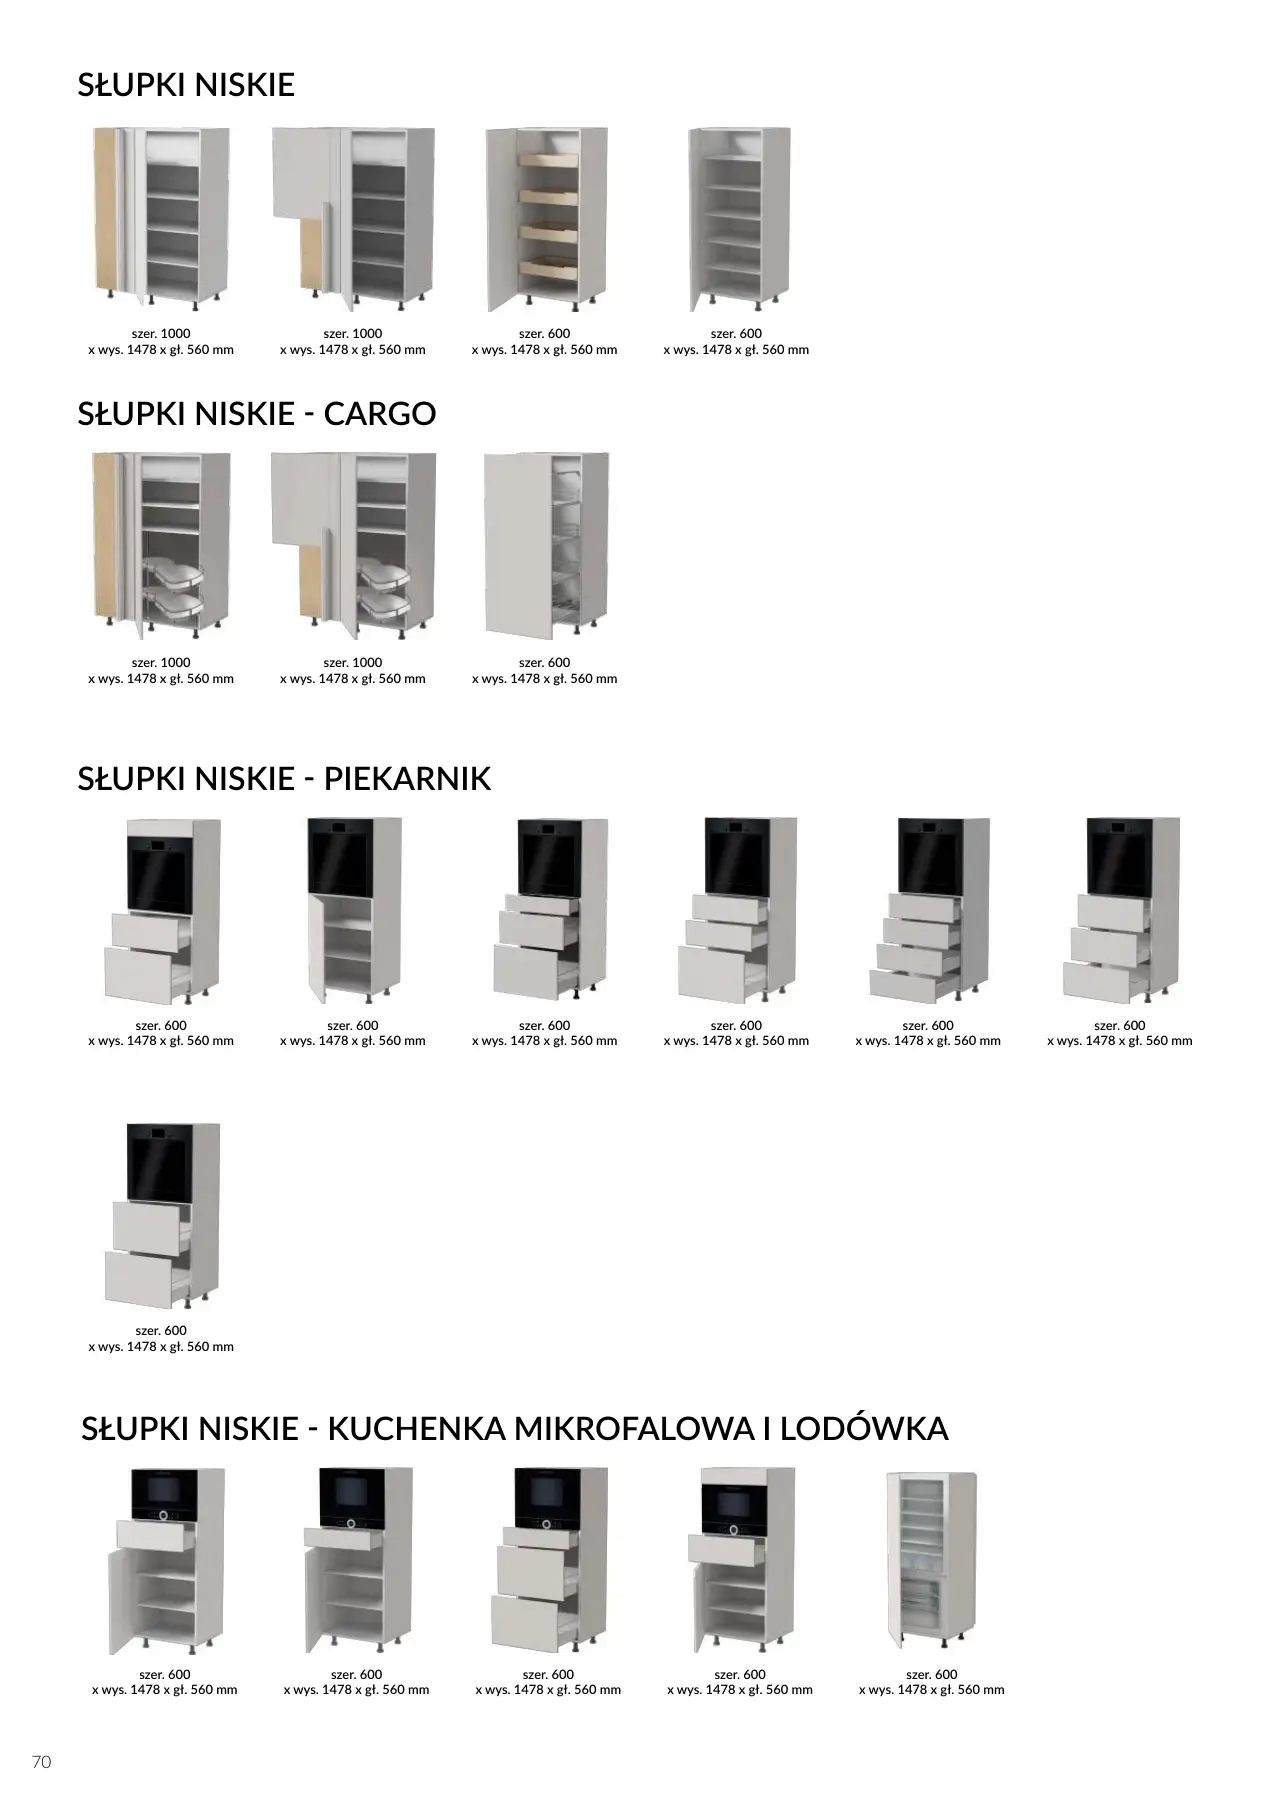 SŁUPKI NISKIE
szer. 1000
x wys. 1478 x gł. 560 mm
szer. 1000
x wys. 1478 x gł. 560 mm
szer. 600
x wys. 1478 x gł. 560 mm
szer. 600
x wys. 1478 x gł. 560 mm
SŁUPKI NISKIE - CARGO
szer. 1000
x wys. 1478 x gł. 560 mm
szer. 1000
x wys. 1478 x gł. 560 mm
szer. 600
x wys. 1478 x gł. 560 mm
SŁUPKI NISKIE - PIEKARNIK
szer. 600
x wys. 1478 x gł. 560 mm
szer. 600
x wys. 1478 x gł. 560 mm
szer. 600
x wys. 1478 x gł. 560 mm
szer. 600
x wys. 1478 x gł. 560 mm
szer. 600
x wys. 1478 x gł. 560 mm
szer. 600
x wys. 1478 x gł. 560 mm
szer. 600
x wys. 1478 x gł. 560 mm
SŁUPKI NISKIE - KUCHENKA MIKROFALOWA I LODÓWKA
szer. 600
x wys. 1478 x gł. 560 mm
szer. 600
x wys. 1478 x gł. 560 mm
szer. 600
x wys. 1478 x gł. 560 mm
szer. 600
x wys. 1478 x gł. 560 mm
szer. 600
x wys. 1478 x gł. 560 mm
70